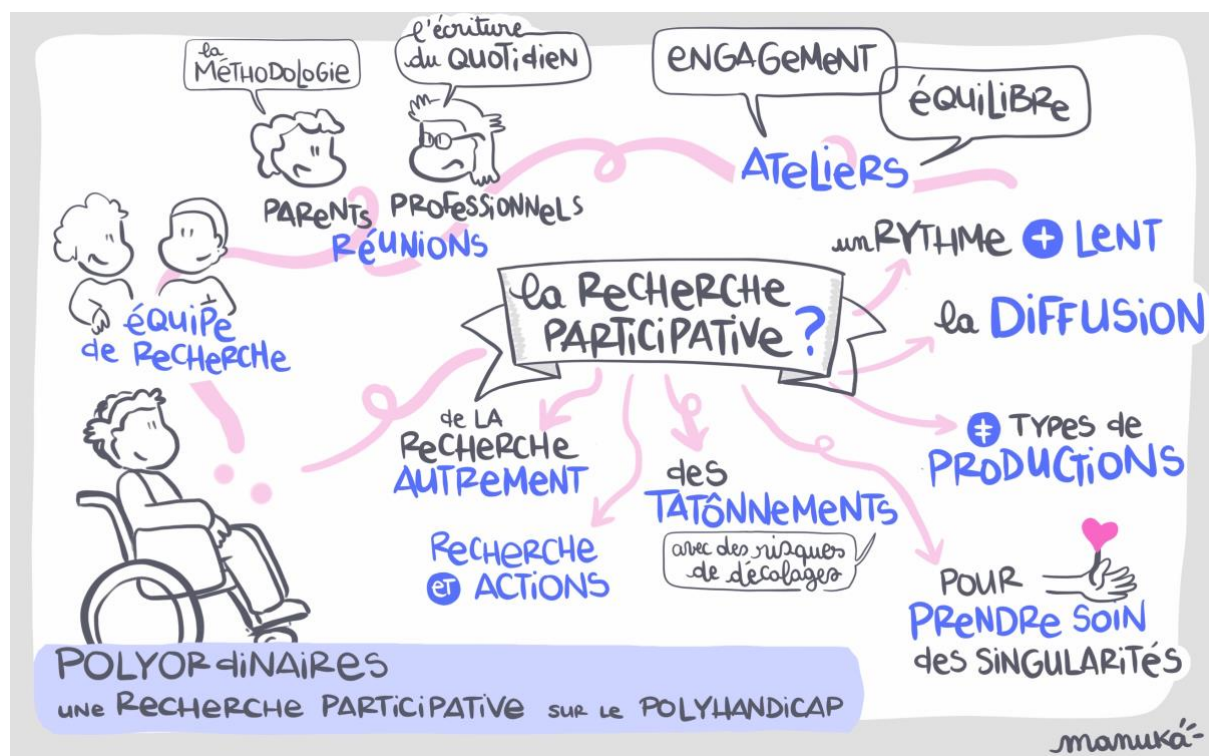 la
MÉTHODOLOGIE
l'écriture
du QUOTIDIEN
ENGAGEMENT
ÉQUILIBRE
ATELIERS
PARENTS
PROFESSIONNELS
RÉUNIONS
ÉQUIPE
de RECHERCHE
la RECHERCHE
PARTICIPATIVE ?
un RYTHME + LENT
la DIFFUSION
≠ TYPES de
PRODUCTIONS
de LA
RECHERCHE
AUTREMENT
RECHERCHE
ET ACTIONS
des
TATÔNNEMENTS
avec des risques
de décalages
POUR
PRENDRE SOIN
des SINGULARITÉS
POLYORDINAIRES
UNE RECHERCHE PARTICIPATIVE SUR LE POLYHANDICAP
manuka